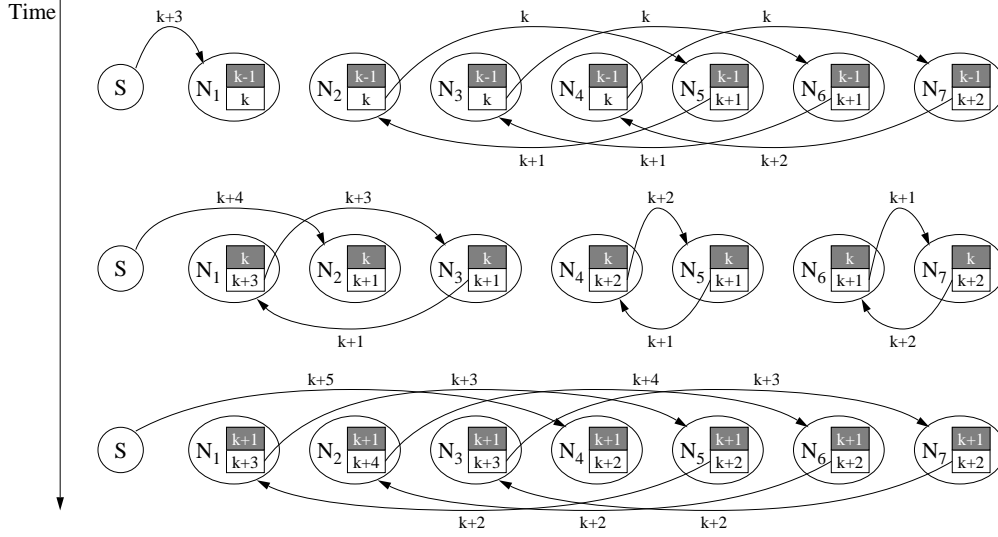 Time
k+3 k k k
S N1 k-1 k N2 k-1 k N3 k-1 k N4 k-1 k N5 k-1 k+1 N6 k-1 k+1 N7 k-1 k+2
k+1 k+1 k+2
k+4 k+3 k+2 k+1
S N1 k k+3 N2 k k+1 N3 k k+1 N4 k k+2 N5 k k+1 N6 k k+1 N7 k k+2
k+1 k+1 k+2
k+5 k+3 k+4 k+3
S N1 k+1 k+3 N2 k+1 k+4 N3 k+1 k+3 N4 k+1 k+2 N5 k+1 k+2 N6 k+1 k+2 N7 k+1 k+2
k+2 k+2 k+2